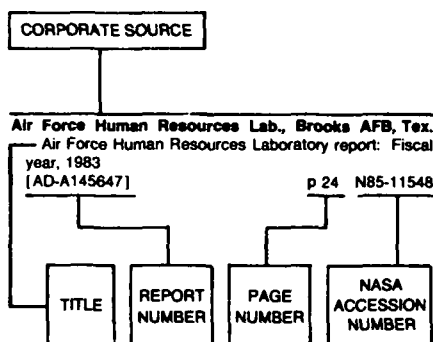 CORPORATE SOURCE
Air Force Human Resources Lab., Brooks AFB, Tex.
Air Force Human Resources Laboratory report: Fiscal
year, 1983
[AD-A145647] p 24 N85-11548
TITLE
REPORT
NUMBER
PAGE
NUMBER
NASA
ACCESSION
NUMBER